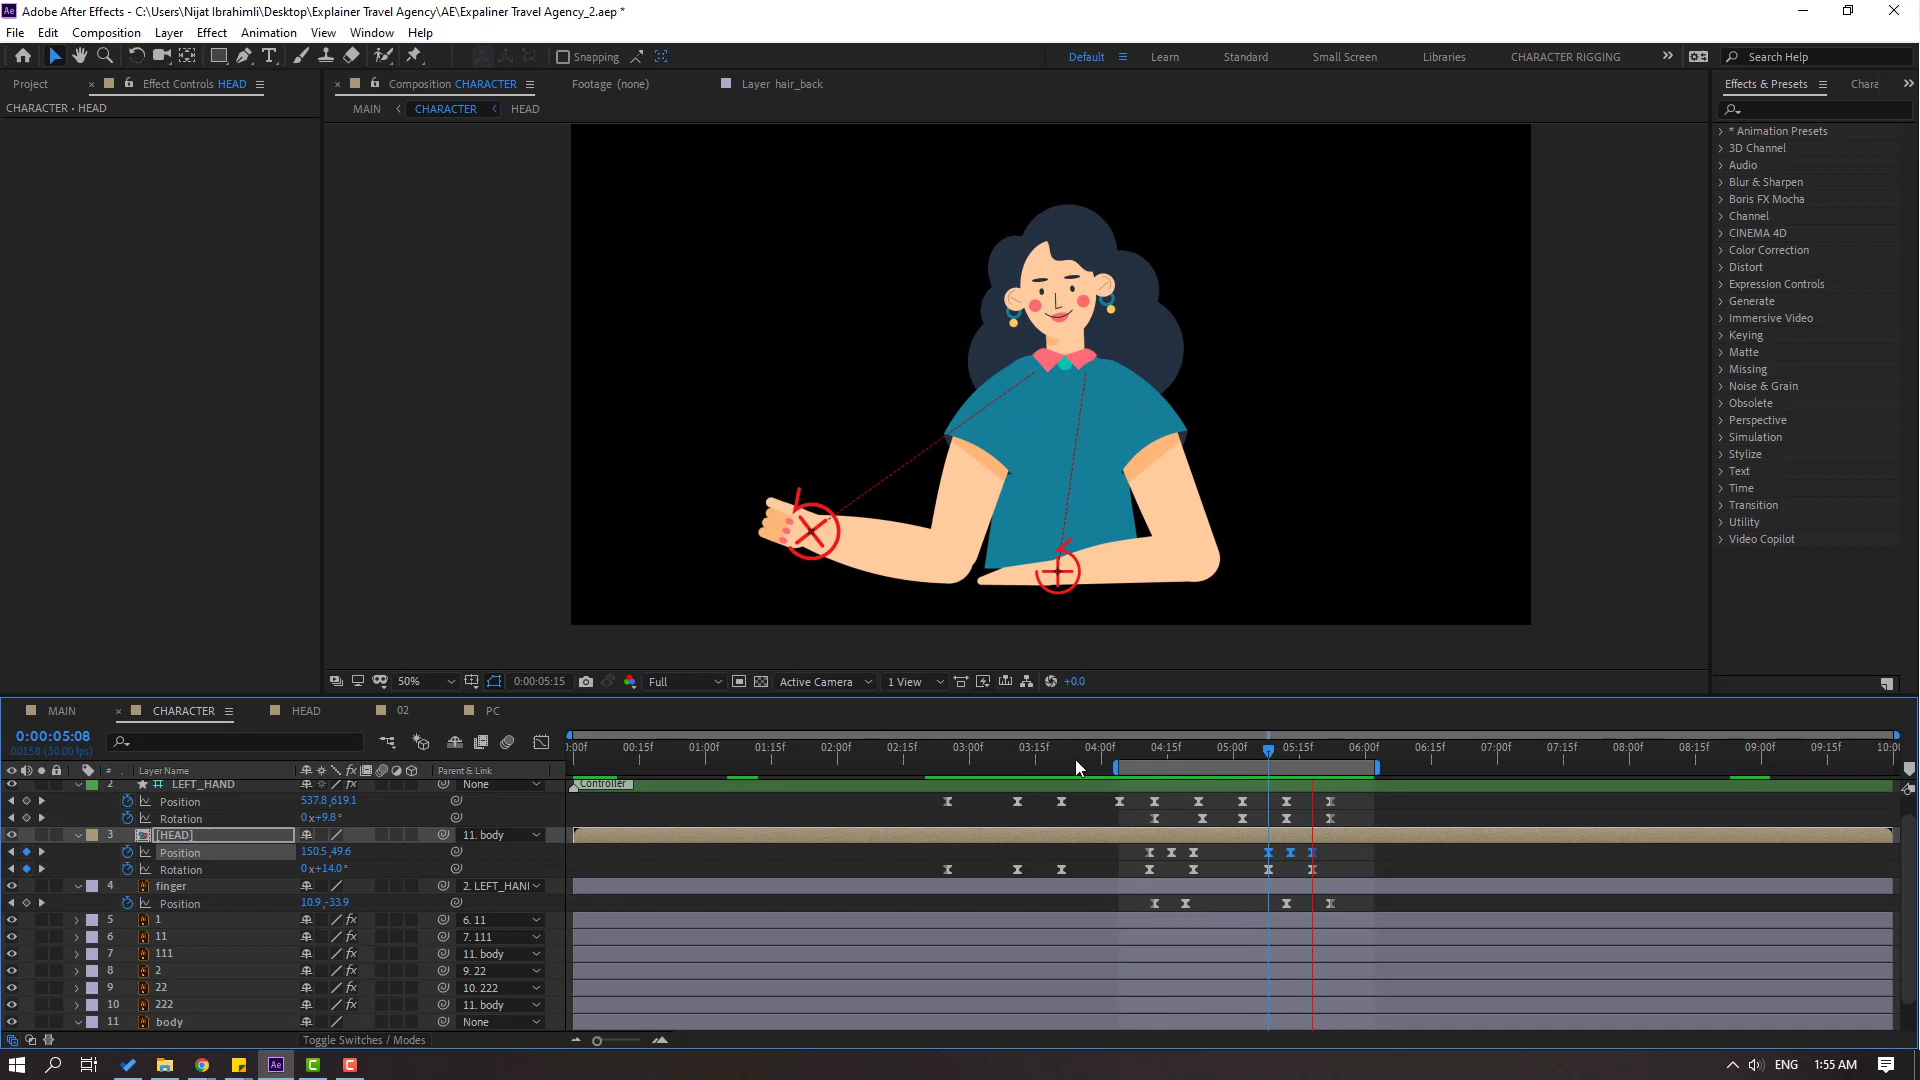 Adobe After Effects - C:\Users\Nijat Ibrahimli\Desktop\Explainer Travel Agency\AE\Expaliner Travel Agency_2.aep *
File Edit Composition Layer Effect Animation View Window Help
Snapping
Default Learn Standard Small Screen Libraries CHARACTER RIGGING Search Help
Project Effect Controls HEAD Composition CHARACTER Footage (none) Layer hair_back Effects & Presets Chara
CHARACTER • HEAD
MAIN CHARACTER HEAD
* Animation Presets
3D Channel
Audio
Blur & Sharpen
Boris FX Mocha
Channel
CINEMA 4D
Color Correction
Distort
Expression Controls
Generate
Immersive Video
Keying
Matte
Missing
Noise & Grain
Obsolete
Perspective
Simulation
Stylize
Text
Time
Transition
Utility
Video Copilot
50% 0:00:05:15 Full Active Camera 1 View +0.0
MAIN CHARACTER HEAD 02 PC
0:00:05:08
00158 (30.00 fps)
:00f 00:15f 01:00f 01:15f 02:00f 02:15f 03:00f 03:15f 04:00f 04:15f 05:00f 05:15f 06:00f 06:15f 07:00f 07:15f 08:00f 08:15f 09:00f 09:15f 10:00
# Layer Name fx Parent & Link
2 LEFT_HAND None Controller
Position 537.8,619.1
Rotation 0x+9.8°
3 [HEAD] 11. body
Position 150.5,49.6
Rotation 0x+14.0°
4 finger 2. LEFT_HANI
Position 10.9,-33.9
5 1 fx 6. 11
6 11 fx 7. 111
7 111 fx 11. body
8 2 fx 9. 22
9 22 fx 10. 222
10 222 fx 11. body
11 body None
Toggle Switches / Modes
Ae ENG 1:55 AM